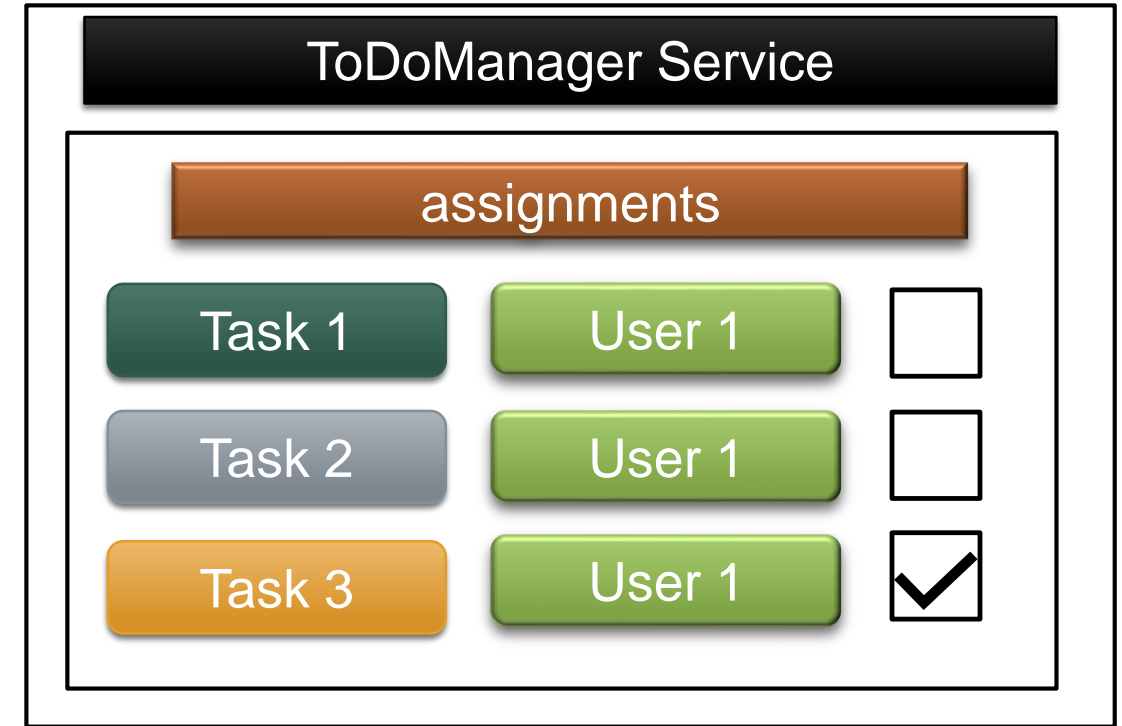 ToDoManager Service
assignments
Task 1 User 1
Task 2 User 1
Task 3 User 1